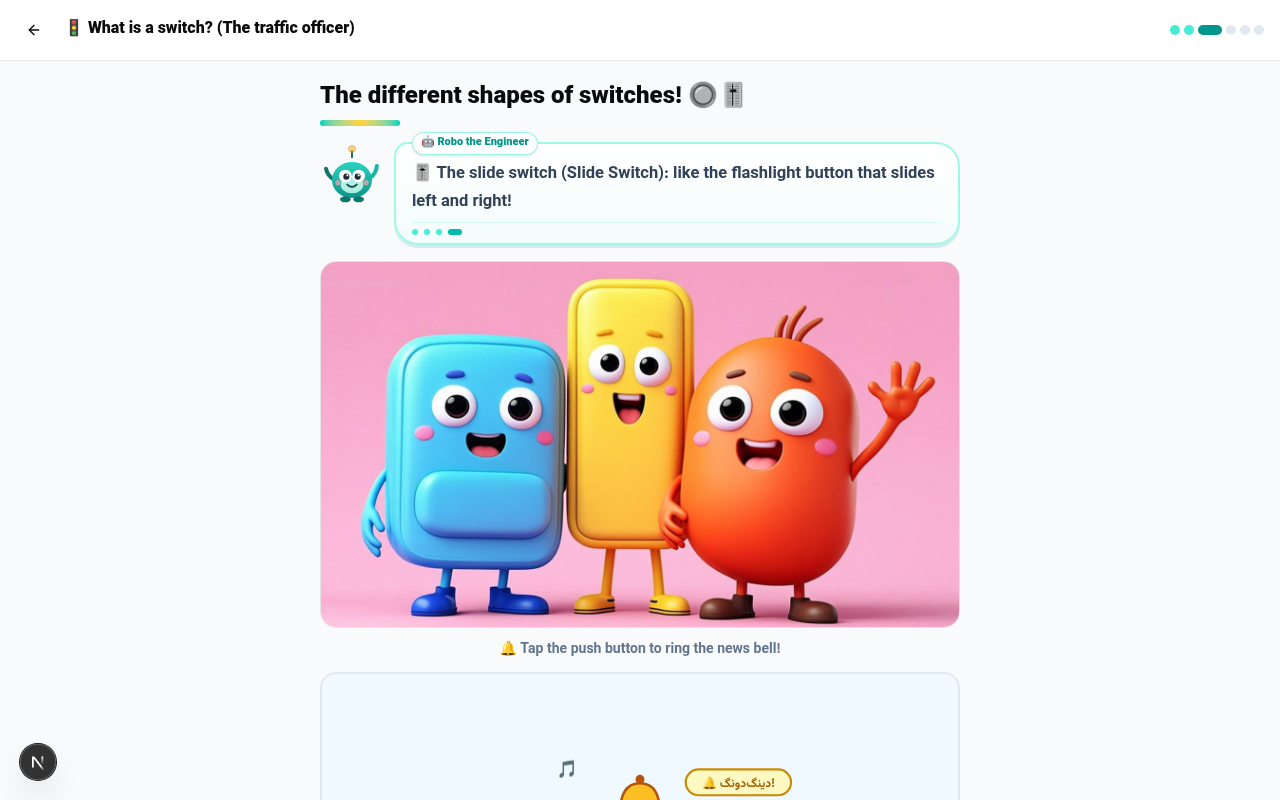 🚦 What is a switch? (The traffic officer)
The different shapes of switches! 🔘🎚️
🤖 Robo the Engineer
🎚️ The slide switch (Slide Switch): like the flashlight button that slides
left and right!
🔔 Tap the push button to ring the news bell!
🎵
🔔 دینگ‌دونگ!
N